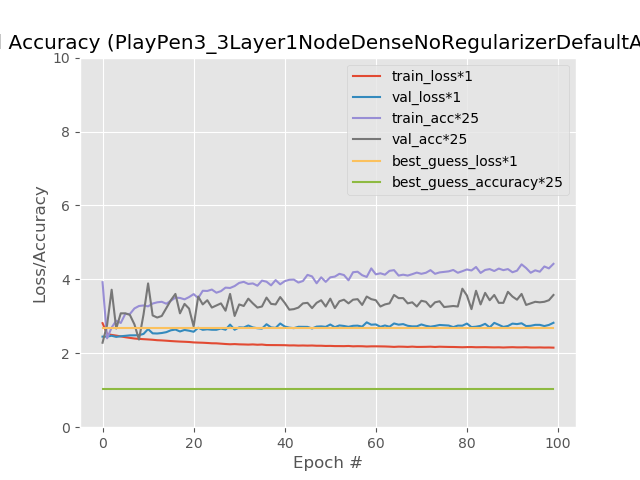 Accuracy (PlayPen3_3Layer1NodeDenseNoRegularizerDefaultA
10
8
6
4
2
0
Loss/Accuracy
train_loss*1
val_loss*1
train_acc*25
val_acc*25
best_guess_loss*1
best_guess_accuracy*25
0
20
40
60
80
100
Epoch #